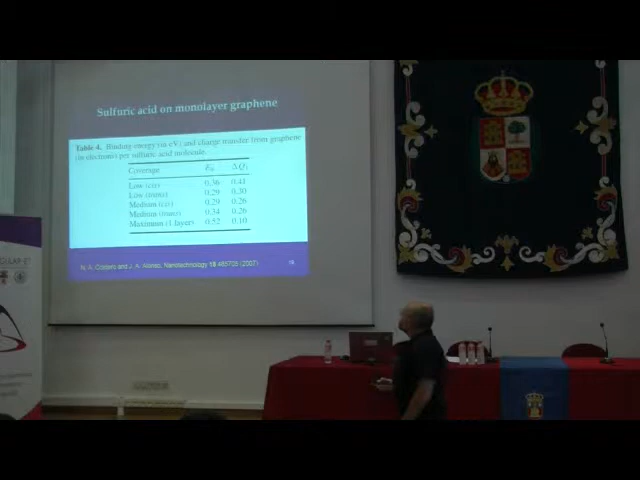 Sulfuric acid on monolayer graphene
Table 4. Binding energy (in eV) and charge transfer from graphene
(in electrons) per sulfuric acid molecule.
Coverage
Low (cis) 0.36 0.41
Low (trans) 0.29 0.30
Medium (cis) 0.29 0.26
Medium (trans) 0.34 0.26
Maximum (1 layer) 0.52 0.10
and J. A. Alonso, Nanotechnology 18 485705 (2007)